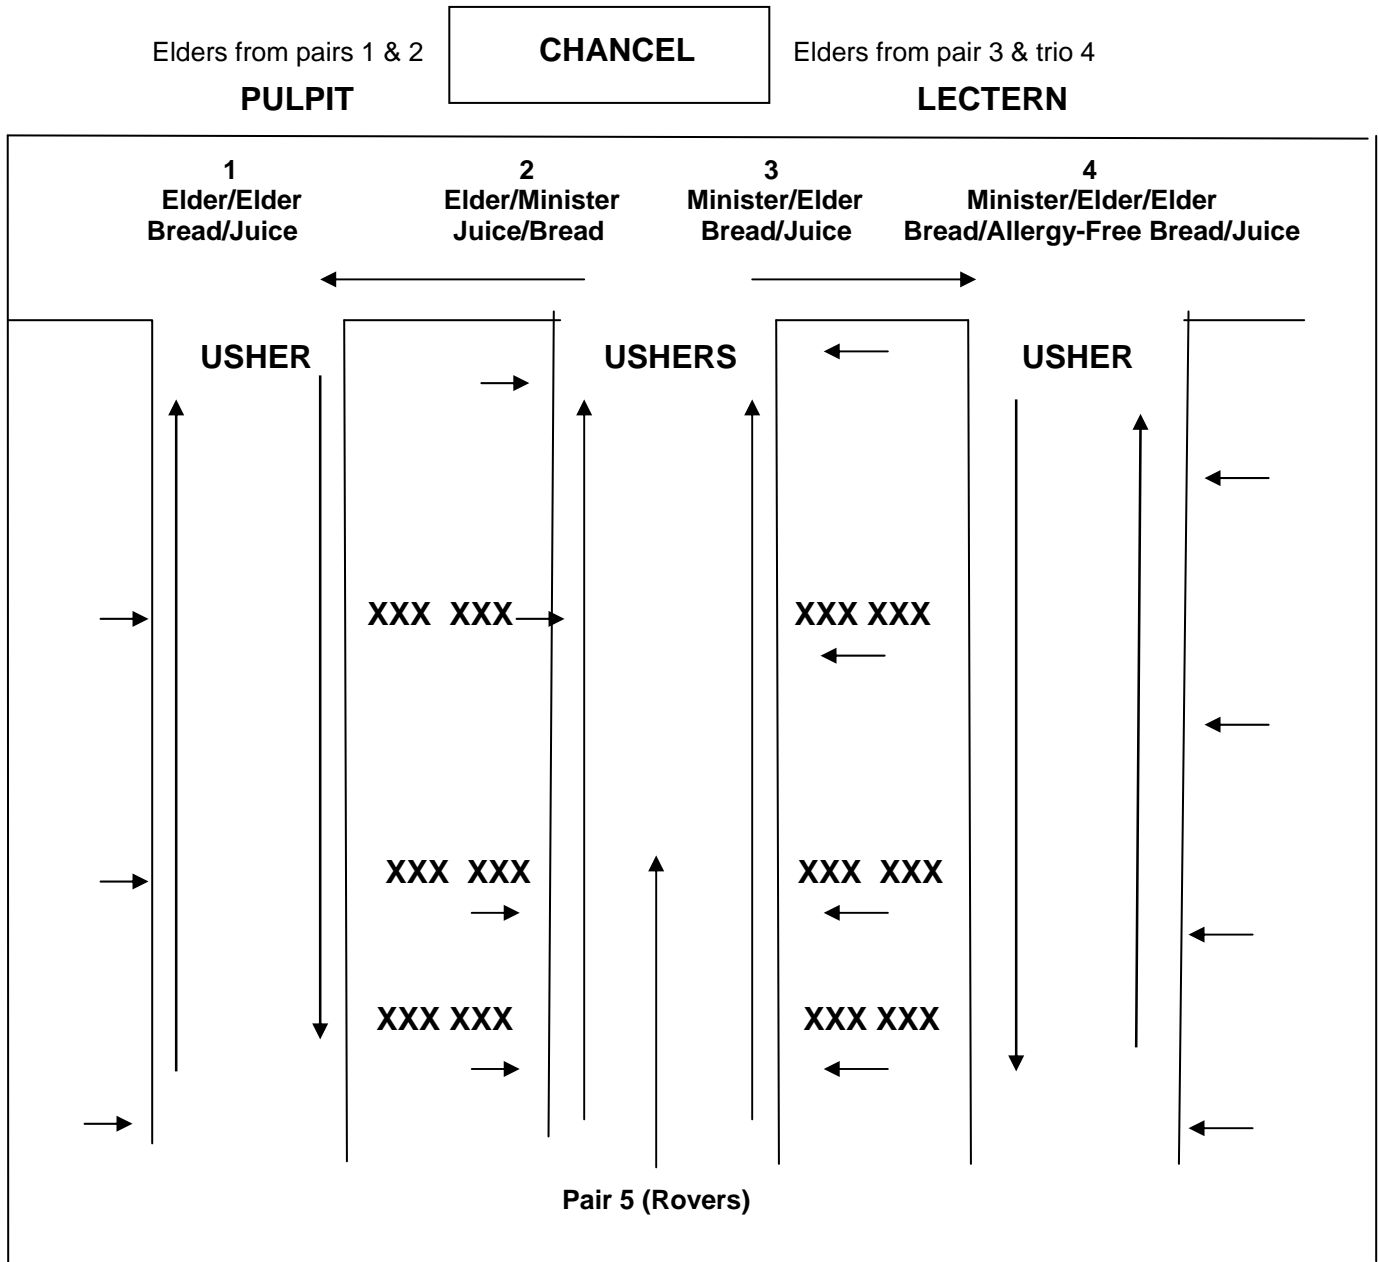 Elders from pairs 1 & 2
CHANCEL
Elders from pair 3 & trio 4
PULPIT
LECTERN
1
Elder/Elder
Bread/Juice
2
Elder/Minister
Juice/Bread
3
Minister/Elder
Bread/Juice
4
Minister/Elder/Elder
Bread/Allergy-Free Bread/Juice
USHER
USHERS
USHER
XXX XXX
XXX XXX
XXX XXX
XXX XXX
XXX XXX
XXX XXX
Pair 5 (Rovers)